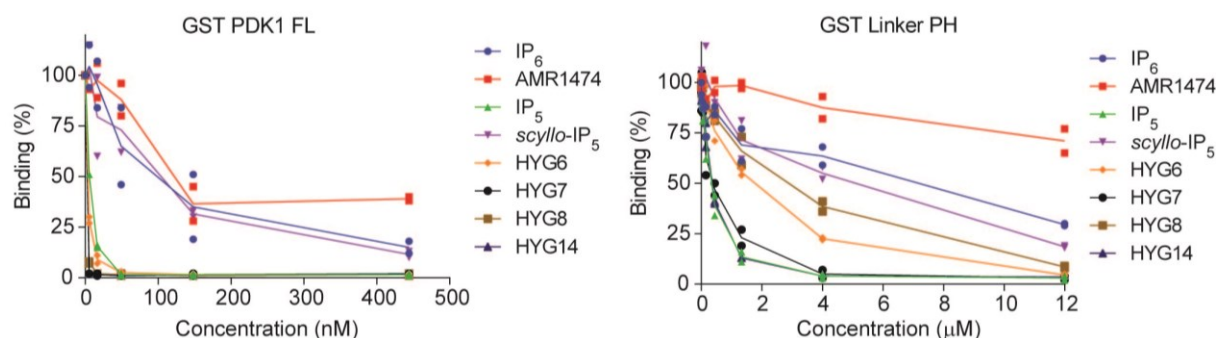 GST PDK1 FL
Binding (%)
100
75
50
25
0
0 100 200 300 400 500
Concentration (nM)
IP6
AMR1474
IP5
scyllo-IP5
HYG6
HYG7
HYG8
HYG14
GST Linker PH
Binding (%)
100
75
50
25
0
0 2 4 6 8 10 12
Concentration (μM)
IP6
AMR1474
IP5
scyllo-IP5
HYG6
HYG7
HYG8
HYG14